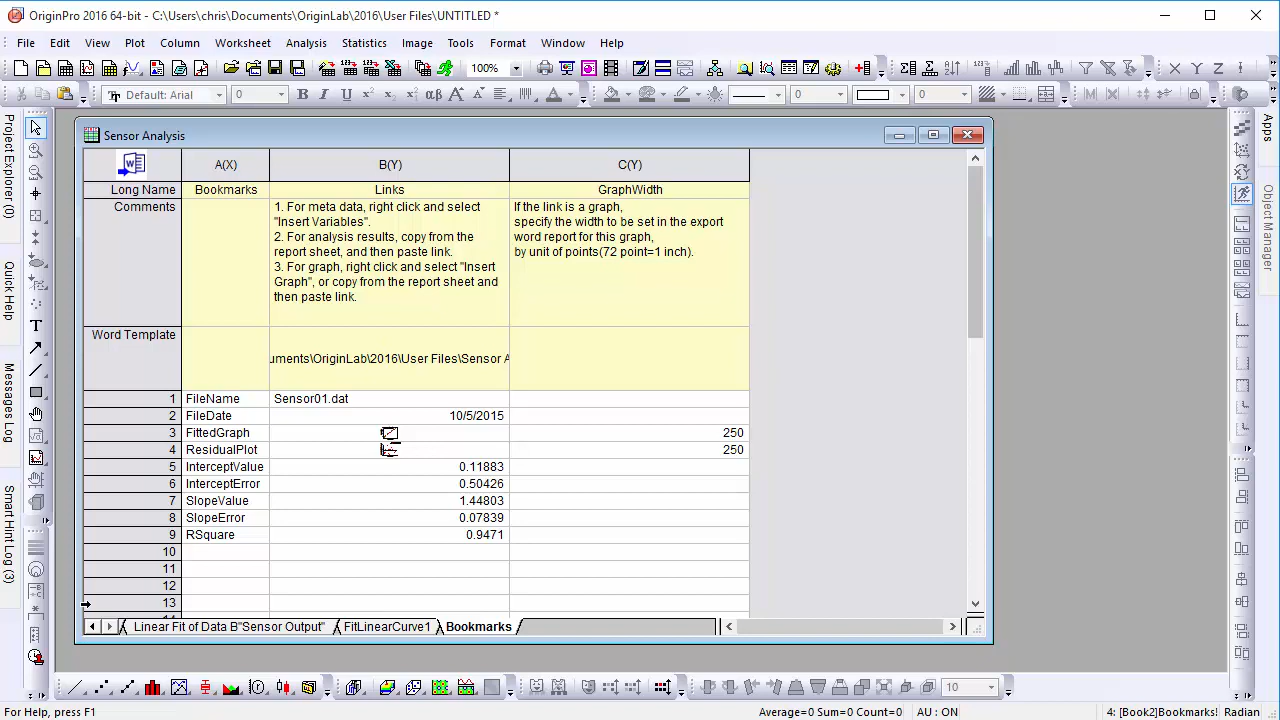 OriginPro 2016 64-bit - C:\Users\chris\Documents\OriginLab\2016\User Files\UNTITLED *
File Edit View Plot Column Worksheet Analysis Statistics Image Tools Format Window Help
100%
Default: Arial 0 0 0
Project Explorer (0)
Quick Help
Messages Log
Smart Hint Log (3)
Apps
Object Manager
Sensor Analysis
A(X) B(Y) C(Y)
Long Name Bookmarks Links GraphWidth
Comments
1. For meta data, right click and select
"Insert Variables".
2. For analysis results, copy from the
report sheet, and then paste link.
3. For graph, right click and select "Insert
Graph", or copy from the report sheet and
then paste link.
If the link is a graph,
specify the width to be set in the export
word report for this graph,
by unit of points(72 point=1 inch).
Word Template
uments\OriginLab\2016\User Files\Sensor A
1 FileName Sensor01.dat
2 FileDate 10/5/2015
3 FittedGraph 250
4 ResidualPlot 250
5 InterceptValue 0.11883
6 InterceptError 0.50426
7 SlopeValue 1.44803
8 SlopeError 0.07839
9 RSquare 0.9471
10
11
12
13
Linear Fit of Data B"Sensor Output" FitLinearCurve1 Bookmarks
10
For Help, press F1 Average=0 Sum=0 Count=0 AU : ON 4: [Book2]Bookmarks! Radian